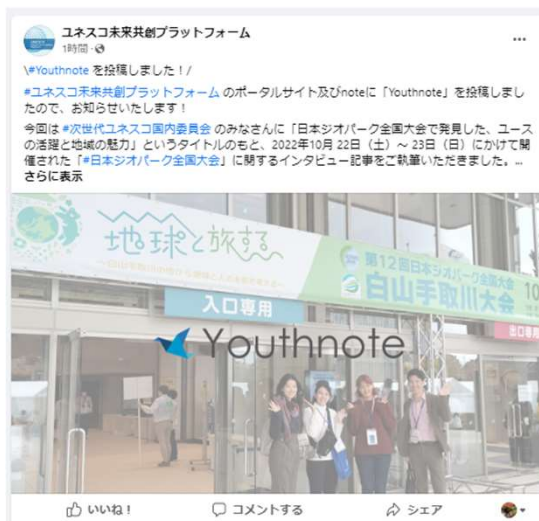 ユネスコ未来共創プラットフォーム
1時間
\#Youthnote を投稿しました！/
#ユネスコ未来共創プラットフォーム のポータルサイト及びnoteに「Youthnote」を投稿しまし
たので、お知らせいたします！
今回は #次世代ユネスコ国内委員会 のみなさんに「日本ジオパーク全国大会で発見した、ユース
の活躍と地域の魅力」というタイトルのもと、2022年10月 22日（土）～ 23日（日）にかけて開
催された「#日本ジオパーク全国大会」に関するインタビュー記事をご執筆いただきました。...
さらに表示
地球と旅する
第12回日本ジオパーク全国大会
白山手取川大会
10
入口専用
出口専用
Youthnote
いいね！
コメントする
シェア